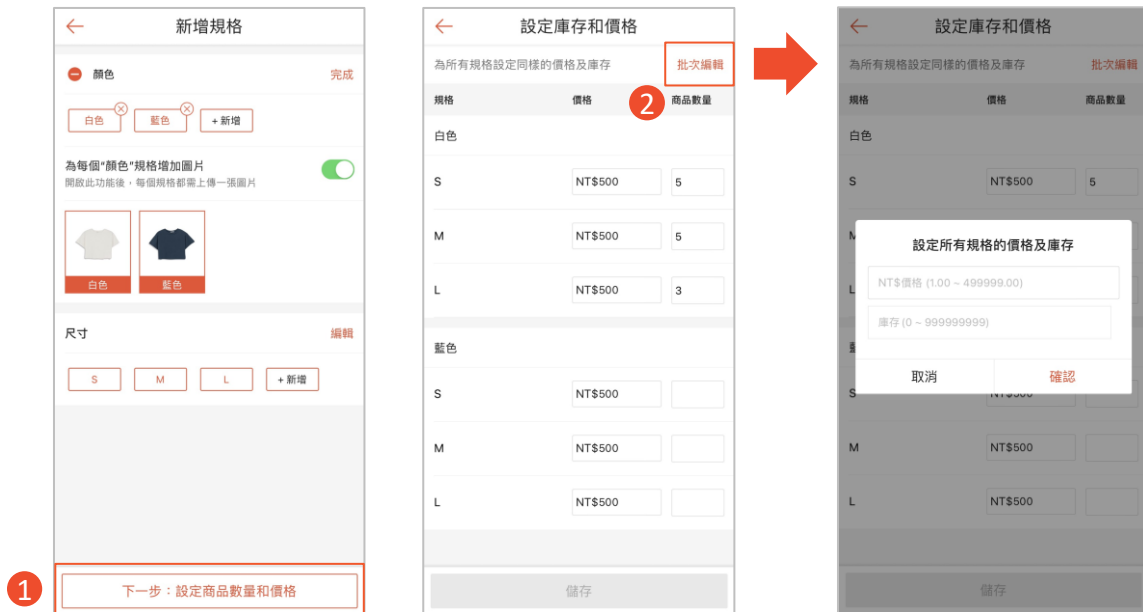 新增規格
顏色
完成
白色
藍色
+ 新增
為每個"顏色"規格增加圖片
開啟此功能後，每個規格都需上傳一張圖片
白色
藍色
尺寸
編輯
S
M
L
+ 新增
1
下一步：設定商品數量和價格
設定庫存和價格
為所有規格設定同樣的價格及庫存
批次編輯
2
規格
價格
商品數量
白色
S
NT$500
5
M
NT$500
5
L
NT$500
3
藍色
S
NT$500
M
NT$500
L
NT$500
儲存
設定庫存和價格
為所有規格設定同樣的價格及庫存
批次編輯
規格
價格
商品數量
白色
S
NT$500
5
設定所有規格的價格及庫存
NT$價格 (1.00 ~ 499999.00)
庫存 (0 ~ 999999999)
取消
確認
S
NT$500
M
NT$500
L
NT$500
儲存